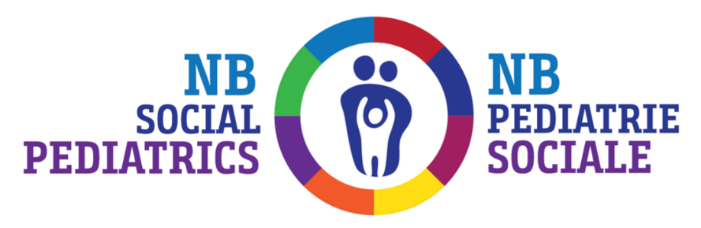 NB
SOCIAL
PEDIATRICS
NB
PEDIATRIE
SOCIALE